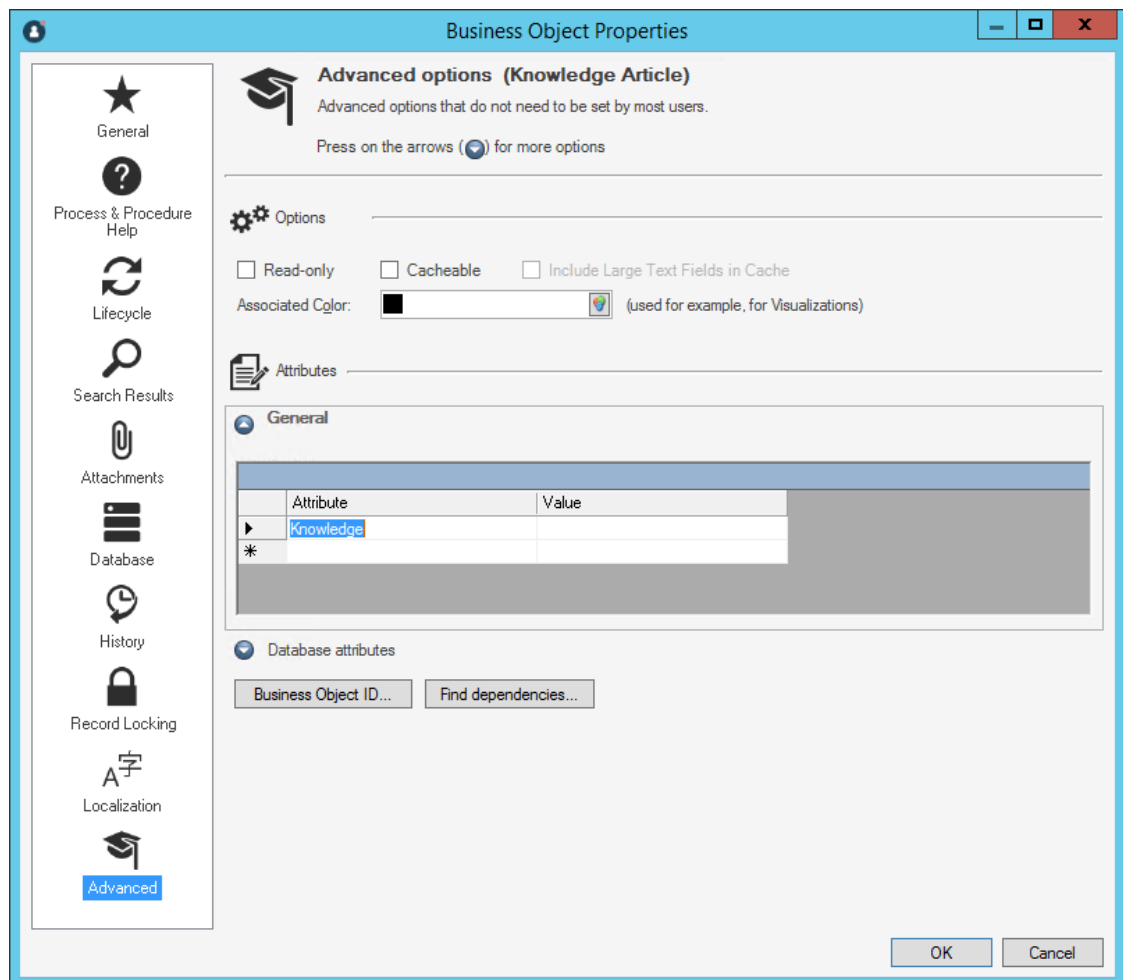 Business Object Properties
General
Process & Procedure
Help
Lifecycle
Search Results
Attachments
Database
History
Record Locking
A字
Localization
Advanced
Advanced options (Knowledge Article)
Advanced options that do not need to be set by most users.
Press on the arrows ( ) for more options
Options
Read-only Cacheable Include Large Text Fields in Cache
Associated Color: (used for example, for Visualizations)
Attributes
General
Attribute Value
Knowledge
Database attributes
Business Object ID... Find dependencies...
OK Cancel